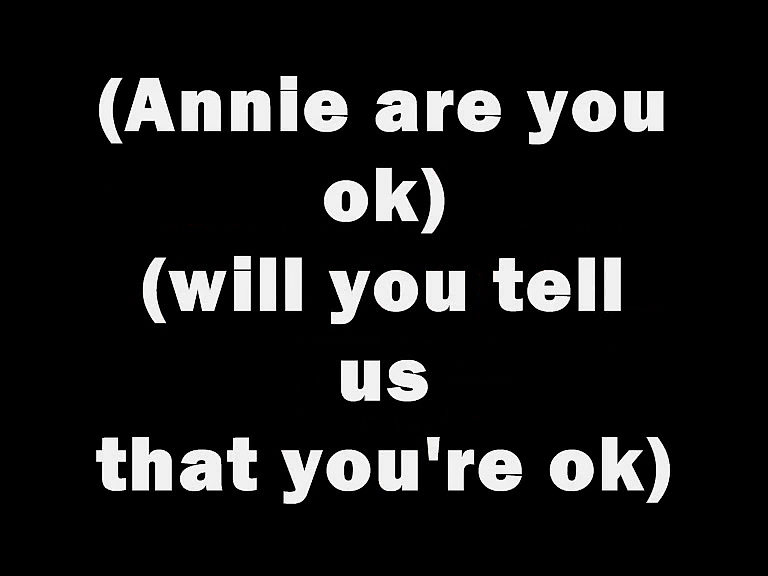 (Annie are you
ok)
(will you tell
us
that you're ok)